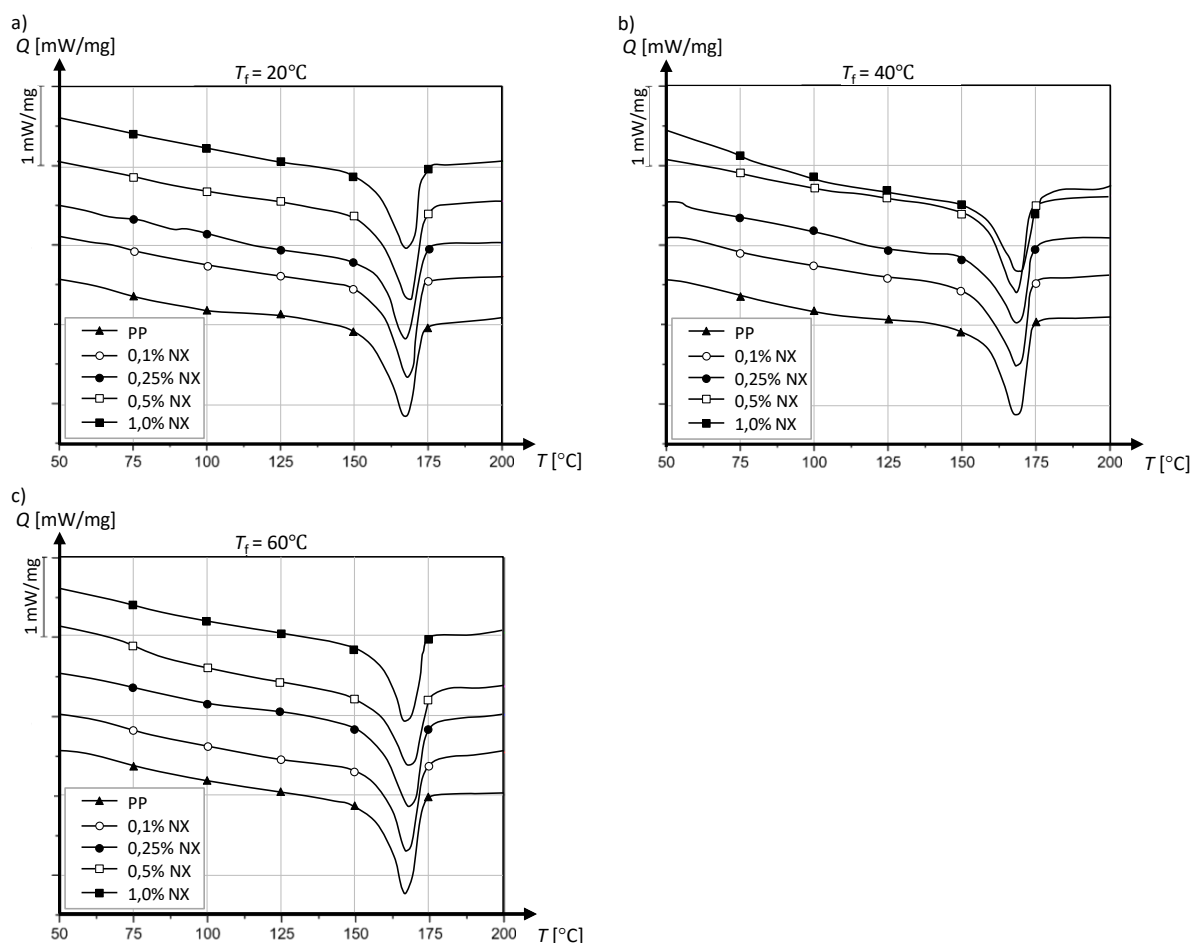 a)
Q [mW/mg]
T_f = 20℃
1 mW/mg
PP
0,1% NX
0,25% NX
0,5% NX
1,0% NX
50 75 100 125 150 175 200 T [°C]
b)
Q [mW/mg]
T_f = 40℃
1 mW/mg
PP
0,1% NX
0,25% NX
0,5% NX
1,0% NX
50 75 100 125 150 175 200 T [°C]
c)
Q [mW/mg]
T_f = 60℃
1 mW/mg
PP
0,1% NX
0,25% NX
0,5% NX
1,0% NX
50 75 100 125 150 175 200 T [°C]